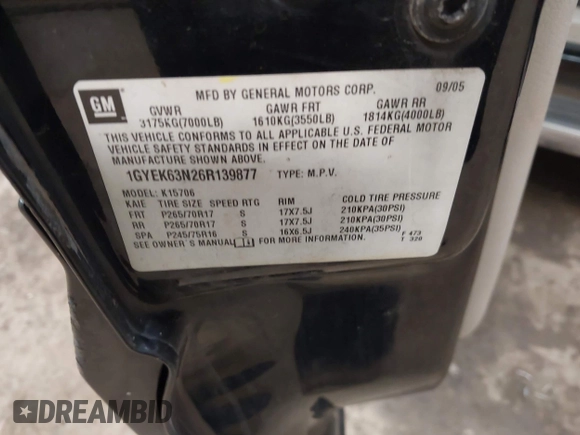 GM
MFD BY GENERAL MOTORS CORP. 09/05
GVWR GAWR FRT GAWR RR
3175KG(7000LB) 1610KG(3550LB) 1814KG(4000LB)
THIS VEHICLE CONFORMS TO ALL APPLICABLE U.S. FEDERAL MOTOR
VEHICLE SAFETY STANDARDS IN EFFECT ON THE DATE OF
MANUFACTURE SHOWN ABOVE.
1GYEK63N26R139877 TYPE: M.P.V.
MODEL: K15706
KAIE TIRE SIZE SPEED RTG RIM COLD TIRE PRESSURE
FRT P265/70R17 S 17X7.5J 210KPA(30PSI)
RR P265/70R17 S 17X7.5J 210KPA(30PSI)
SPA P245/75R16 S 16X6.5J 240KPA(35PSI)
SEE OWNER'S MANUAL FOR MORE INFORMATION. F 473
T 320
DREAMBID